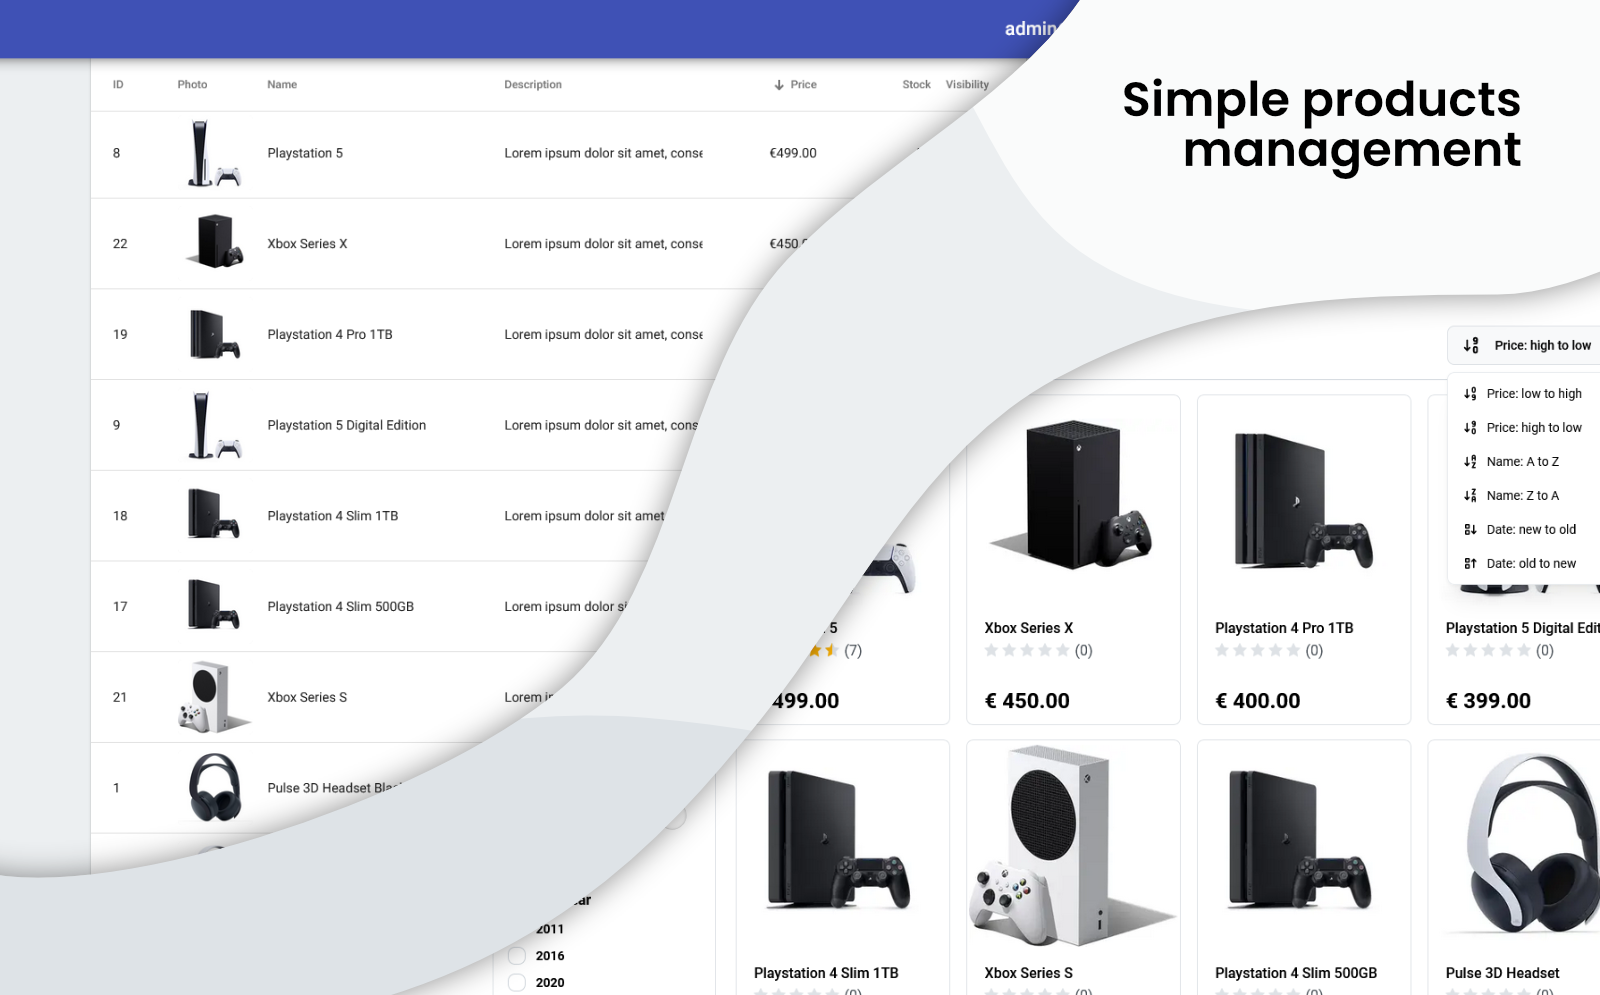 admin
Simple products
management
ID Photo Name Description Price Stock Visibility
8 Playstation 5 Lorem ipsum dolor sit amet, conse €499.00
22 Xbox Series X Lorem ipsum dolor sit amet, conse €450
19 Playstation 4 Pro 1TB Lorem ipsum dolor sit amet, conse
9 Playstation 5 Digital Edition Lorem ipsum dolor sit amet, cons
18 Playstation 4 Slim 1TB Lorem ipsum dolor sit amet
17 Playstation 4 Slim 500GB Lorem ipsum dolor si
21 Xbox Series S Lorem ip
1 Pulse 3D Headset Blac
Price: high to low
Price: low to high
Price: high to low
Name: A to Z
Name: Z to A
Date: new to old
Date: old to new
5 Xbox Series X Playstation 4 Pro 1TB Playstation 5 Digital Edit
(7) (0) (0) (0)
499.00 € 450.00 € 400.00 € 399.00
ar
2011
2016
2020
Playstation 4 Slim 1TB Xbox Series S Playstation 4 Slim 500GB Pulse 3D Headset
(0) (0) (0) (0)